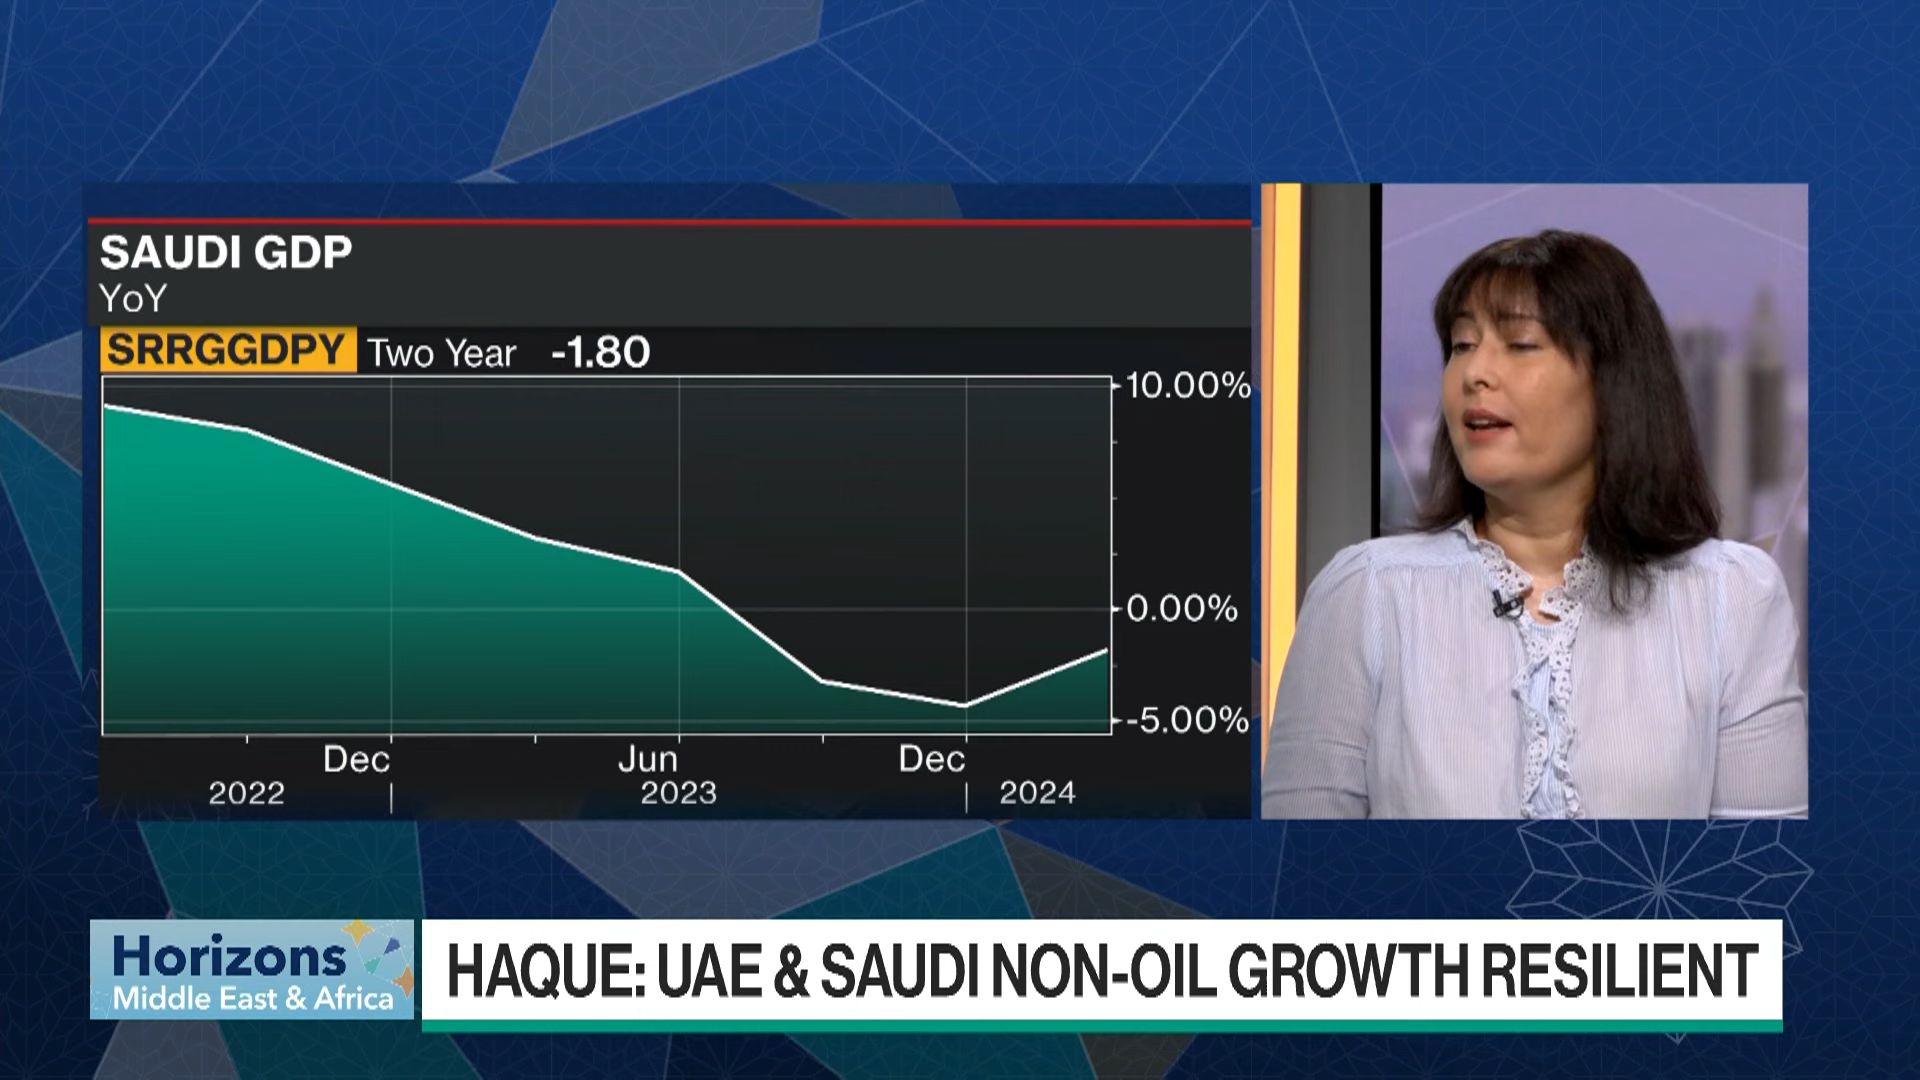 SAUDI GDP
YoY
SRRGGDPY Two Year -1.80
10.00%
0.00%
-5.00%
Dec Jun Dec
2022 2023 2024
Horizons
Middle East & Africa
HAQUE: UAE & SAUDI NON-OIL GROWTH RESILIENT